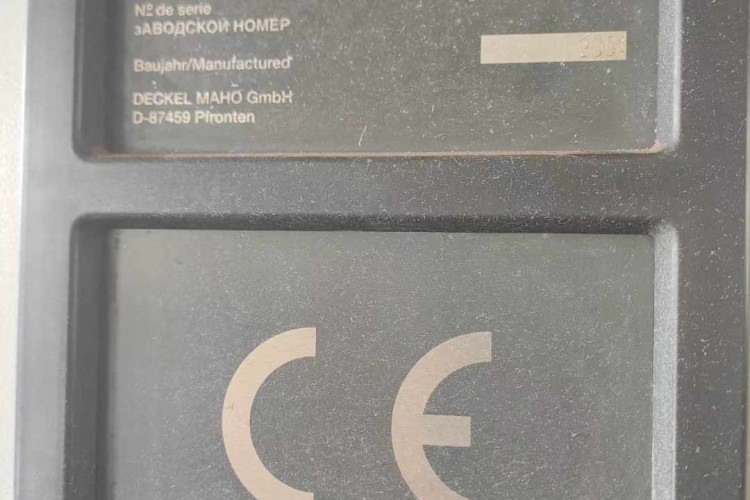 Nº de serie
зАВОДСКОЙ НОМЕР
Baujahr/Manufactured
DECKEL MAHO GmbH
D-87459 Pfronten
CE